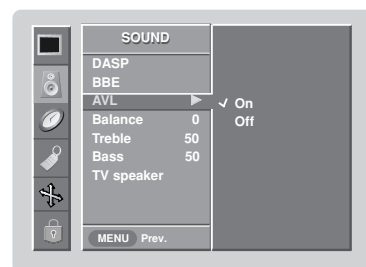 SOUND
DASP
BBE
AVL
Balance 0
Treble 50
Bass 50
TV speaker
MENU Prev.
On
Off